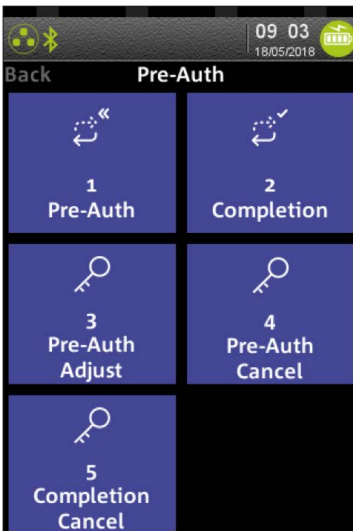 09 03
18/05/2018
Back Pre-Auth
1
Pre-Auth
2
Completion
3
Pre-Auth
Adjust
4
Pre-Auth
Cancel
5
Completion
Cancel